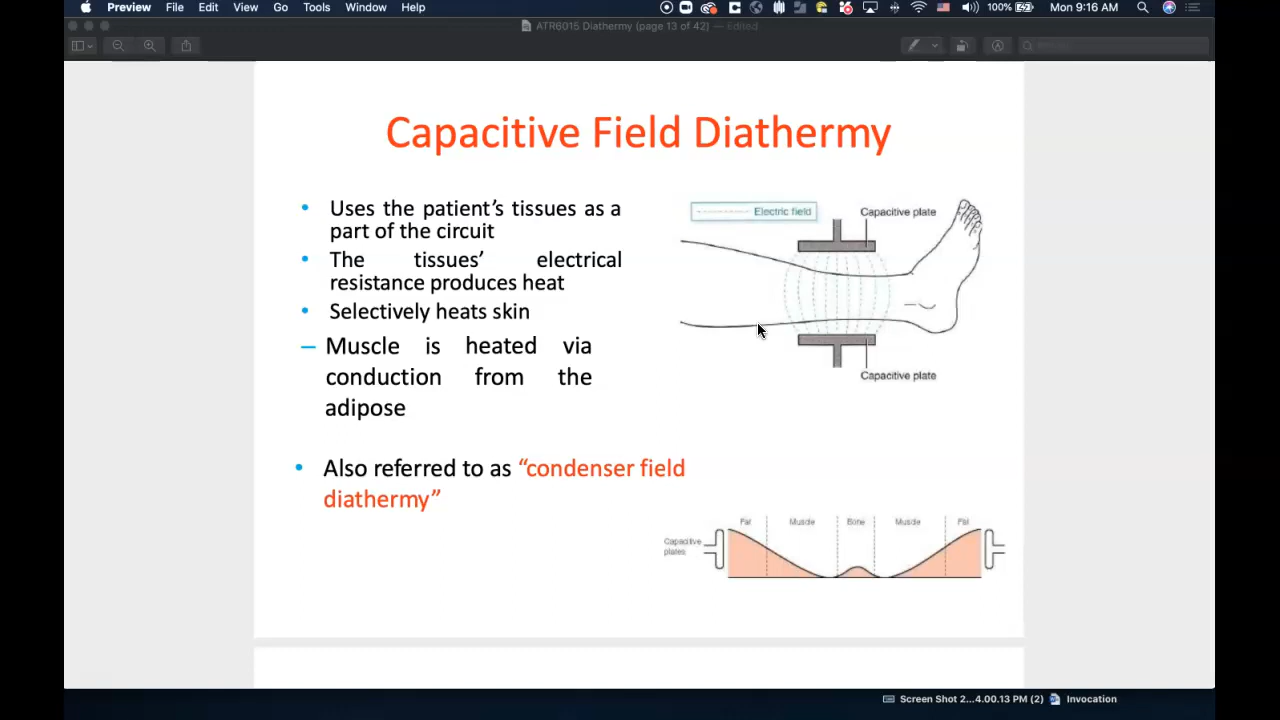 Preview File Edit View Go Tools Window Help 100% Mon 9:16 AM
ATR6015 Diathermy (page 13 of 42) — Edited
Capacitive Field Diathermy
• Uses the patient’s tissues as a
part of the circuit
• The tissues’ electrical
resistance produces heat
• Selectively heats skin
– Muscle is heated via
conduction from the
adipose
• Also referred to as “condenser field
diathermy”
Electric field
Capacitive plate
Capacitive plate
Fat Muscle Bone Muscle Fat
Capacitive
plates
Screen Shot 2...4.00.13 PM (2) Invocation